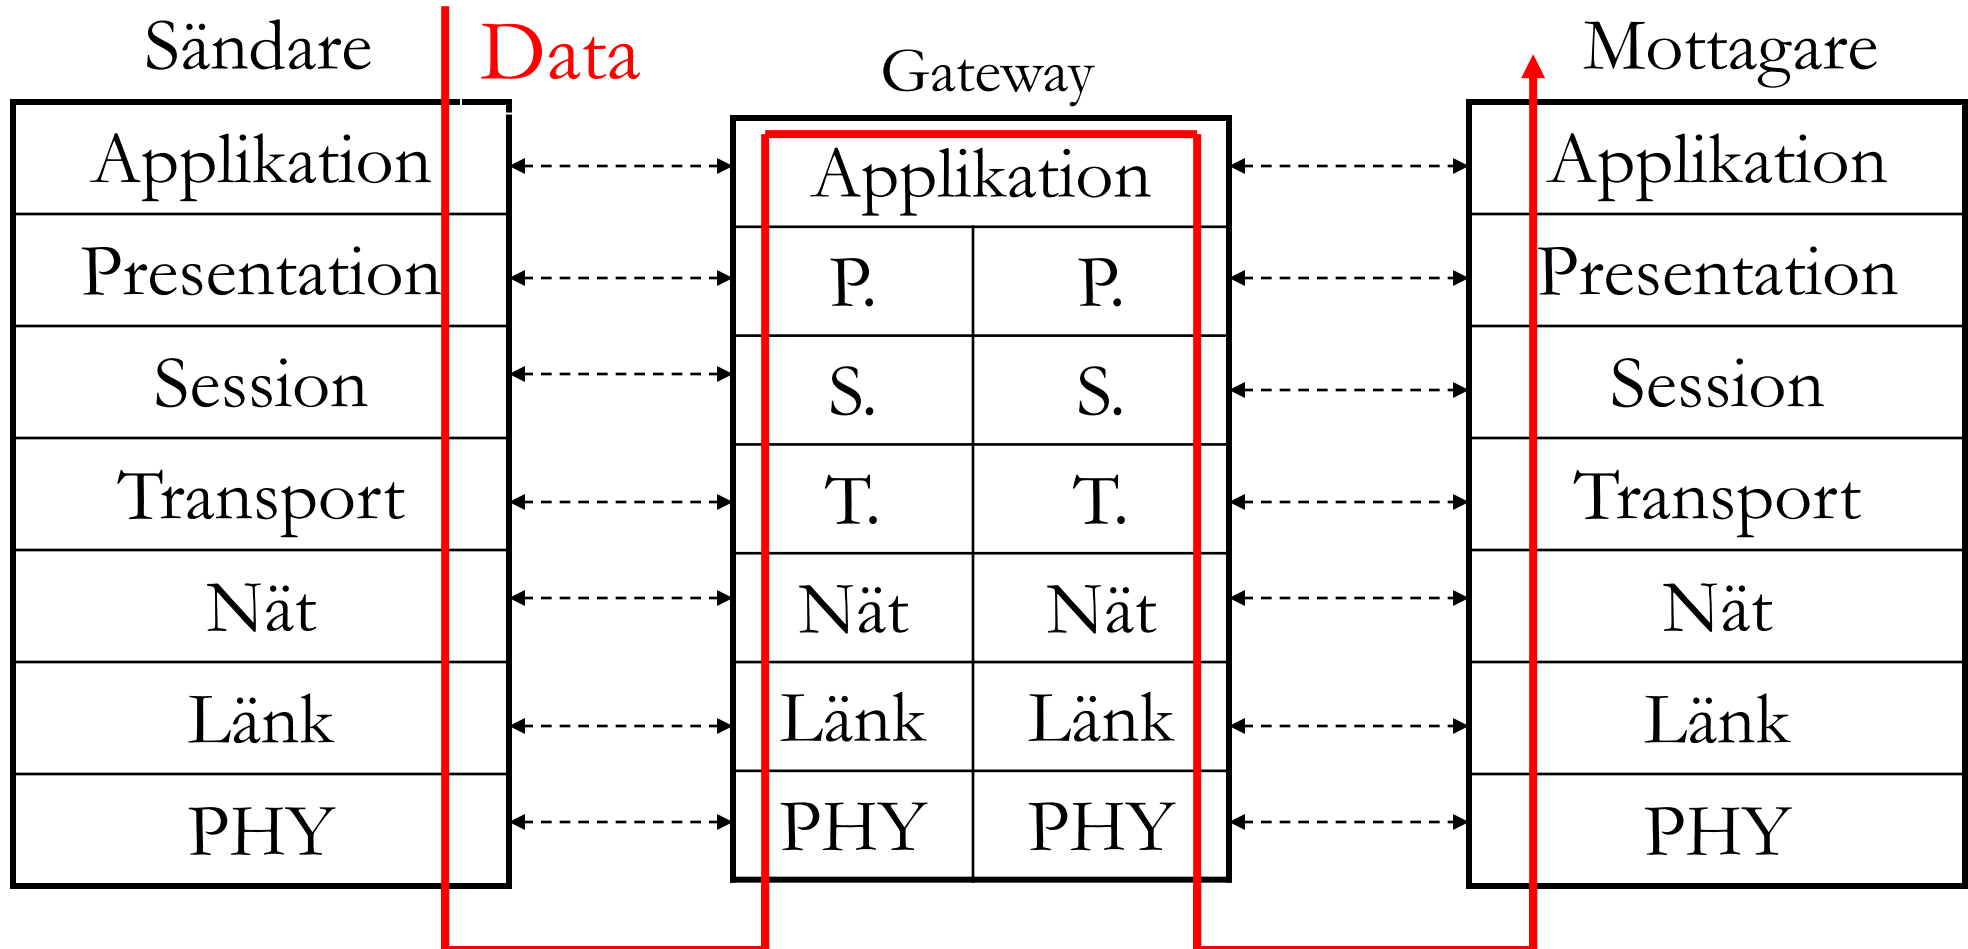 Sändare
Data
Gateway
Mottagare
Applikation
Presentation
Session
Transport
Nät
Länk
PHY
Applikation
P. P.
S. S.
T. T.
Nät Nät
Länk Länk
PHY PHY
Applikation
Presentation
Session
Transport
Nät
Länk
PHY